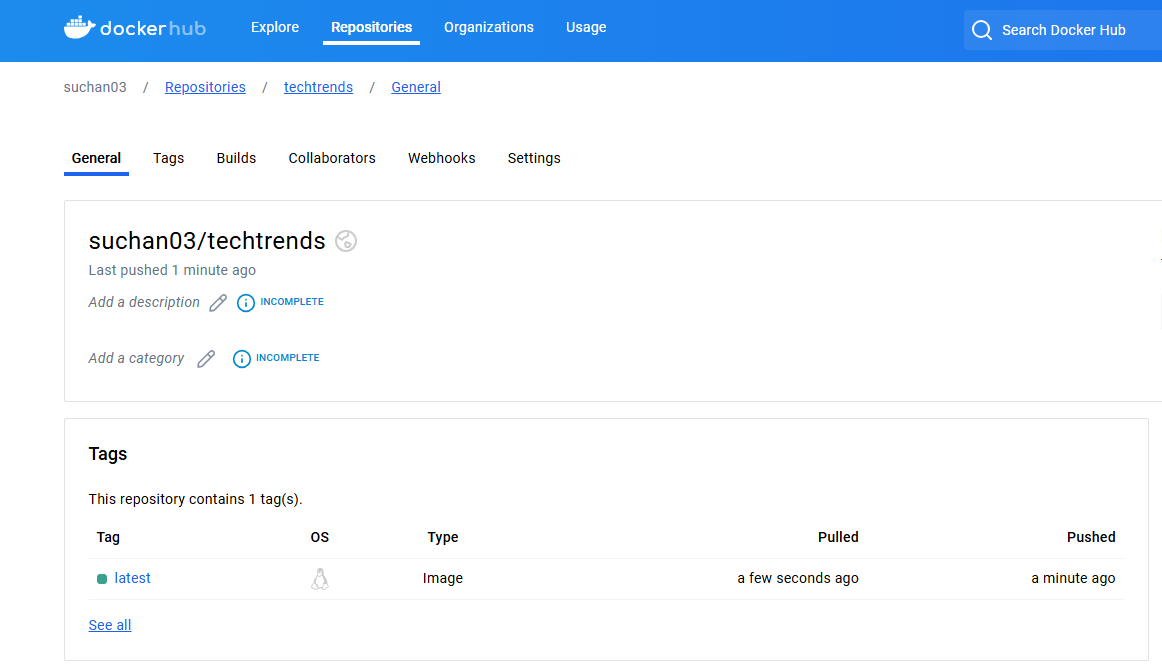 dockerhub Explore Repositories Organizations Usage Search Docker Hub
suchan03 / Repositories / techtrends / General
General Tags Builds Collaborators Webhooks Settings
suchan03/techtrends
Last pushed 1 minute ago
Add a description INCOMPLETE
Add a category INCOMPLETE
Tags
This repository contains 1 tag(s).
Tag OS Type Pulled Pushed
latest Image a few seconds ago a minute ago
See all